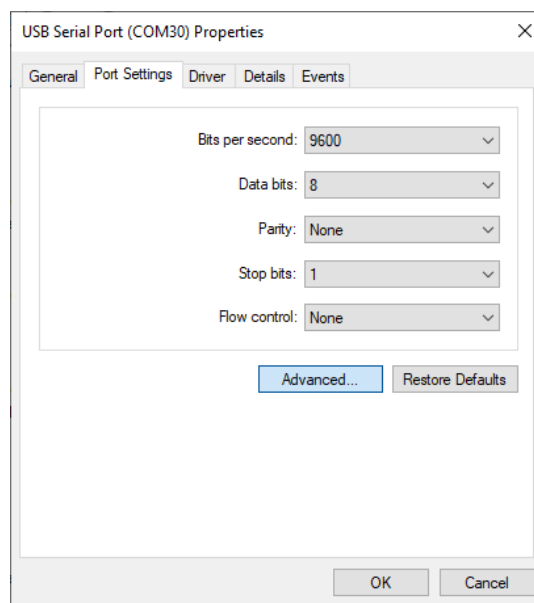 USB Serial Port (COM30) Properties
General Port Settings Driver Details Events
Bits per second: 9600
Data bits: 8
Parity: None
Stop bits: 1
Flow control: None
Advanced... Restore Defaults
OK Cancel